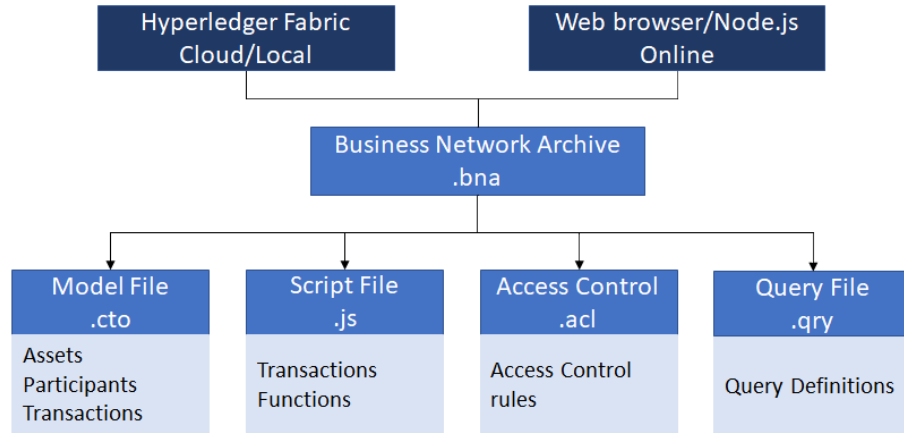 Hyperledger Fabric
Cloud/Local
Web browser/Node.js
Online
Business Network Archive
.bna
Model File
.cto
Assets
Participants
Transactions
Script File
.js
Transactions
Functions
Access Control
.acl
Access Control
rules
Query File
.qry
Query Definitions